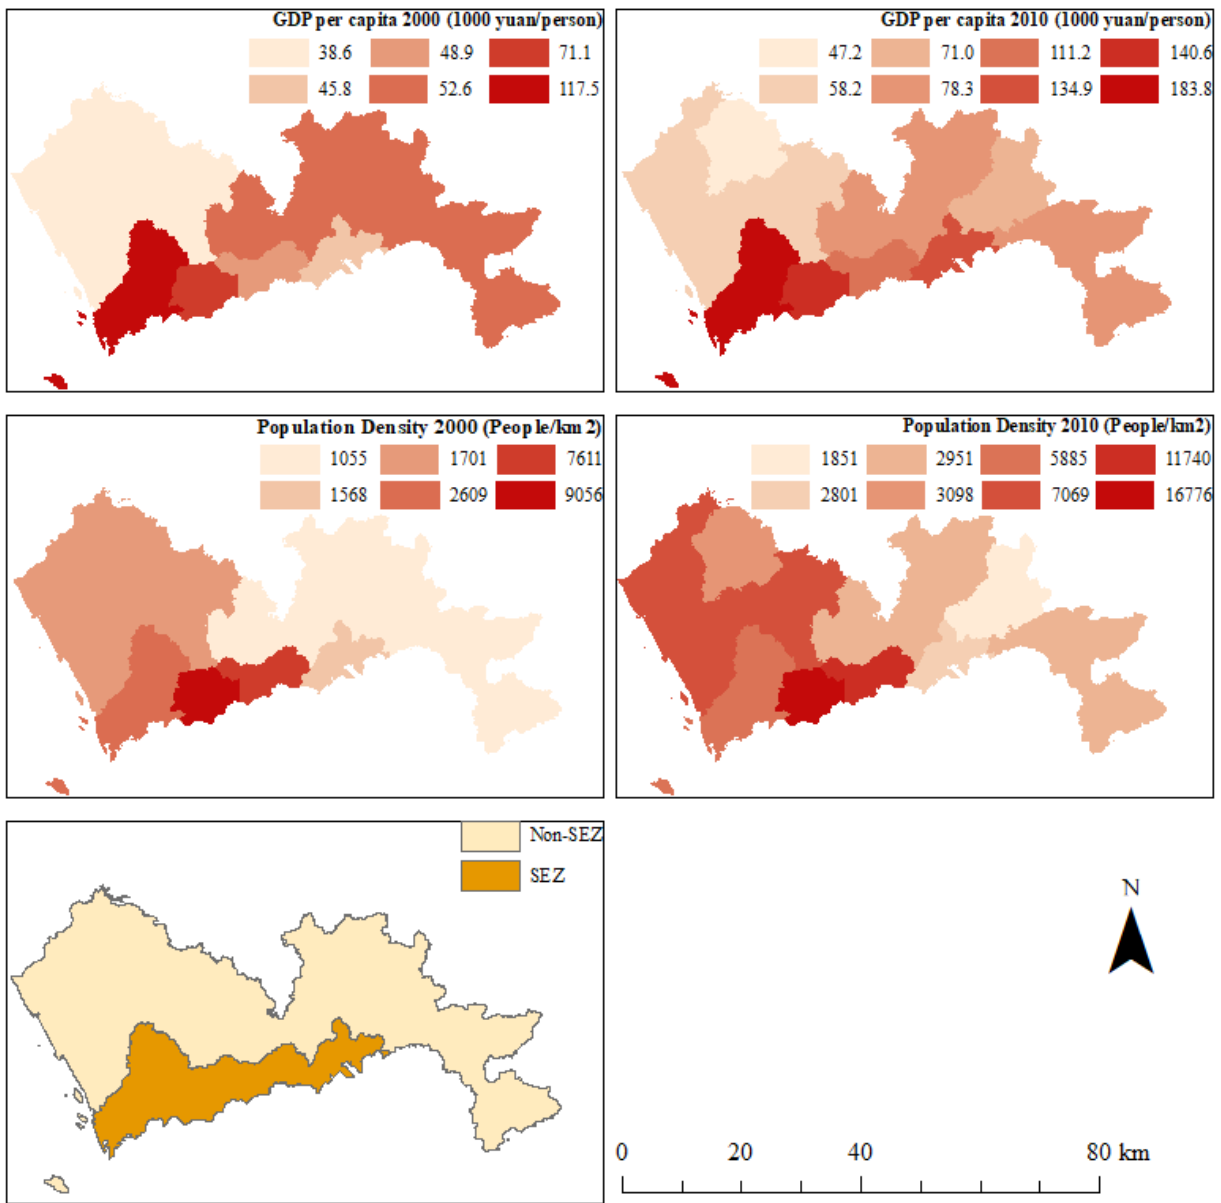 GDP per capita 2000 (1000 yuan/person)
38.6 48.9 71.1
45.8 52.6 117.5
GDP per capita 2010 (1000 yuan/person)
47.2 71.0 111.2 140.6
58.2 78.3 134.9 183.8
Population Density 2000 (People/km2)
1055 1701 7611
1568 2609 9056
Population Density 2010 (People/km2)
1851 2951 5885 11740
2801 3098 7069 16776
Non-SEZ
SEZ
N
0 20 40 80 km